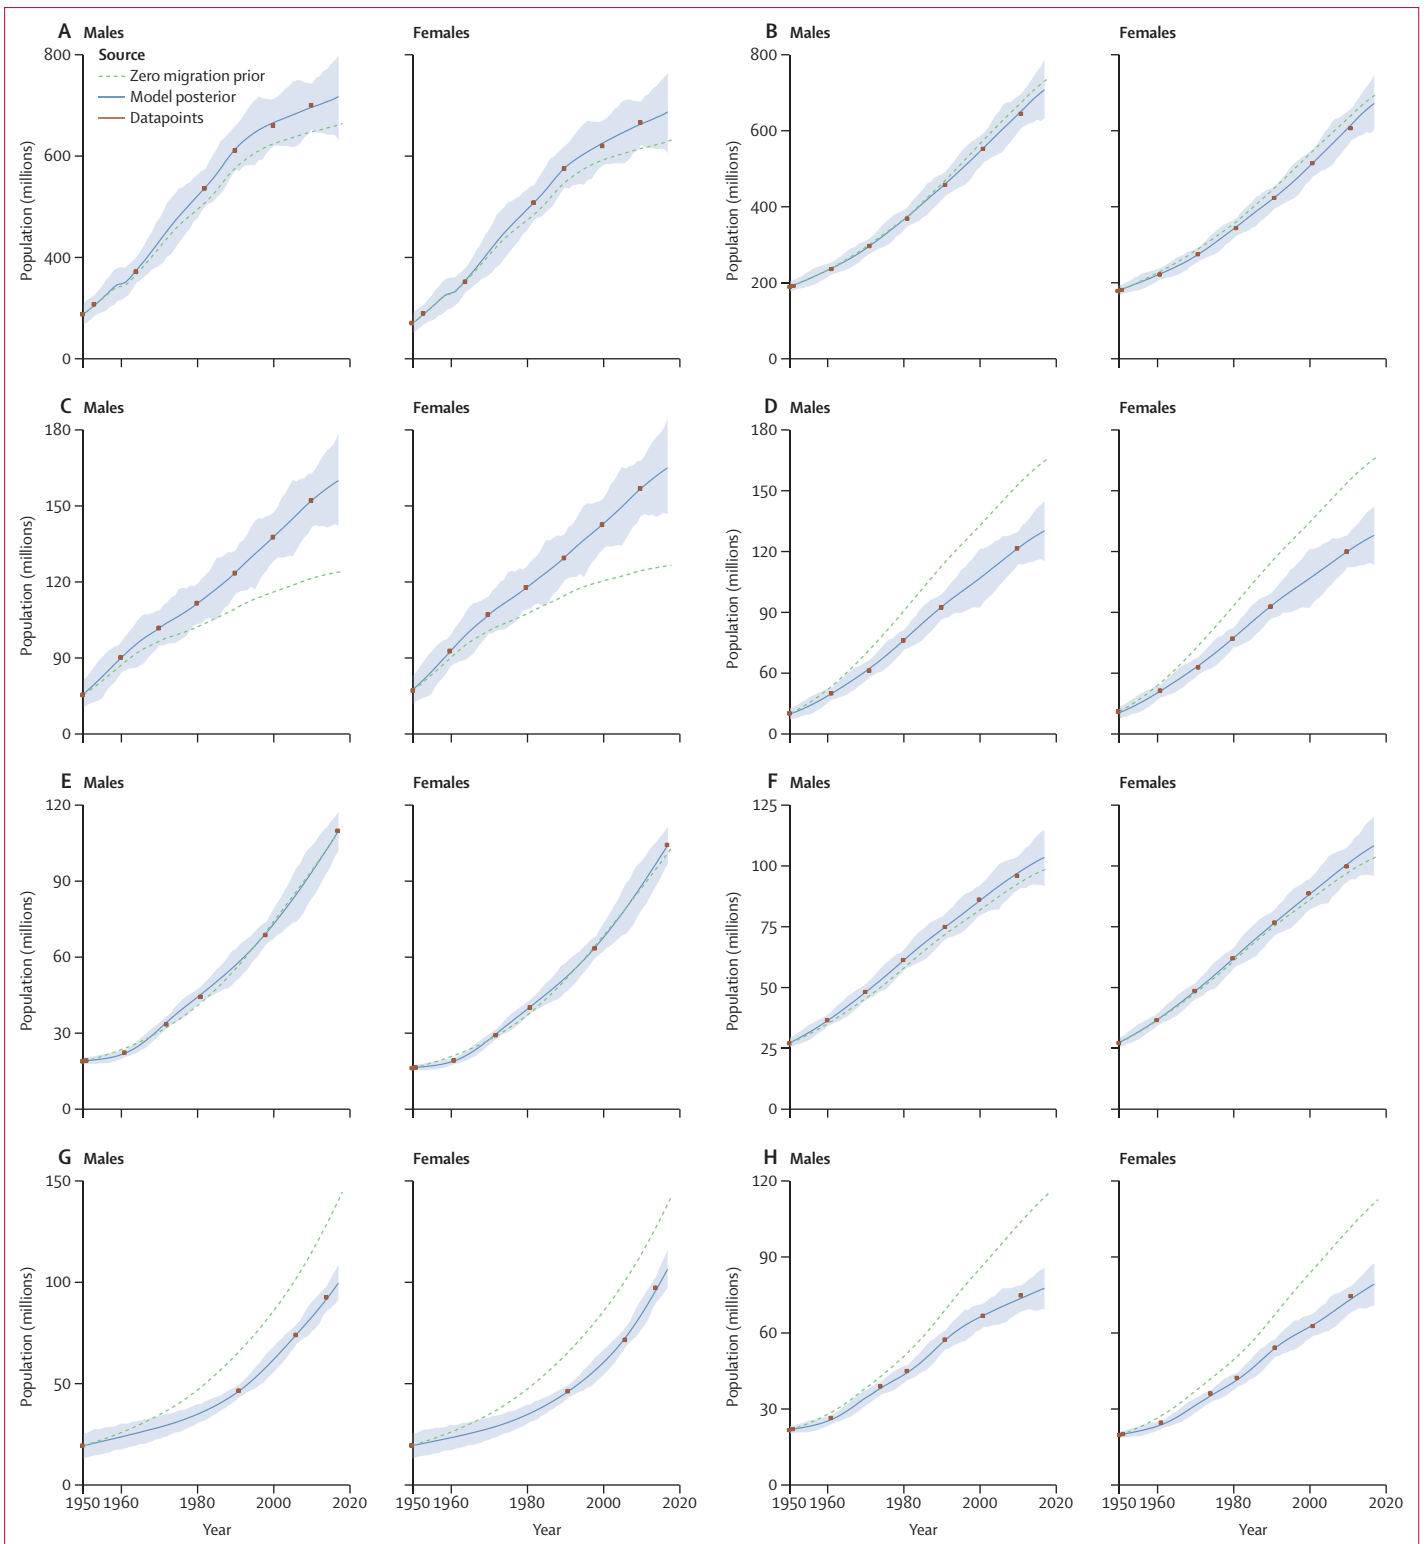 A Males
Females
B Males
Females
Source
Zero migration prior
Model posterior
Datapoints
Population (millions)
800
600
400
0
Population (millions)
800
600
400
200
0
C Males
Females
D Males
Females
Population (millions)
180
150
120
90
0
Population (millions)
180
150
120
90
60
0
E Males
Females
F Males
Females
Population (millions)
120
90
60
30
0
Population (millions)
125
100
75
50
25
0
G Males
Females
H Males
Females
Population (millions)
150
100
50
0
Population (millions)
120
90
60
30
0
1950 1960 1980 2000 2020
1950 1960 1980 2000 2020
1950 1960 1980 2000 2020
1950 1960 1980 2000 2020
Year
Year
Year
Year